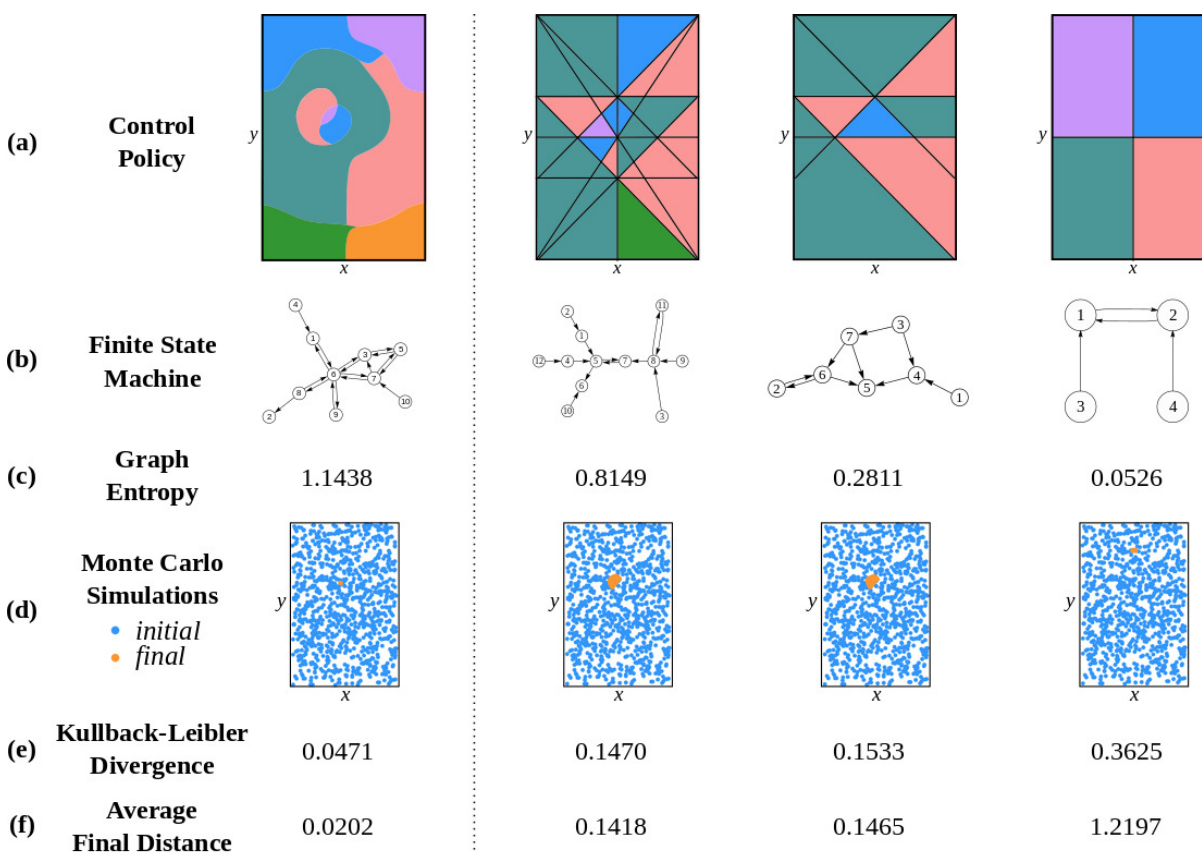 (a) Control Policy
y
x
y
x
x
x
(b) Finite State Machine
4
1
3
5
6
7
8
10
2
9
2
11
1
12
4
5
7
8
9
6
10
3
3
7
6
4
2
5
1
1
2
3
4
(c) Graph Entropy
1.1438
0.8149
0.2811
0.0526
(d) Monte Carlo Simulations
initial
final
y
x
y
x
y
x
y
x
(e) Kullback-Leibler Divergence
0.0471
0.1470
0.1533
0.3625
(f) Average Final Distance
0.0202
0.1418
0.1465
1.2197